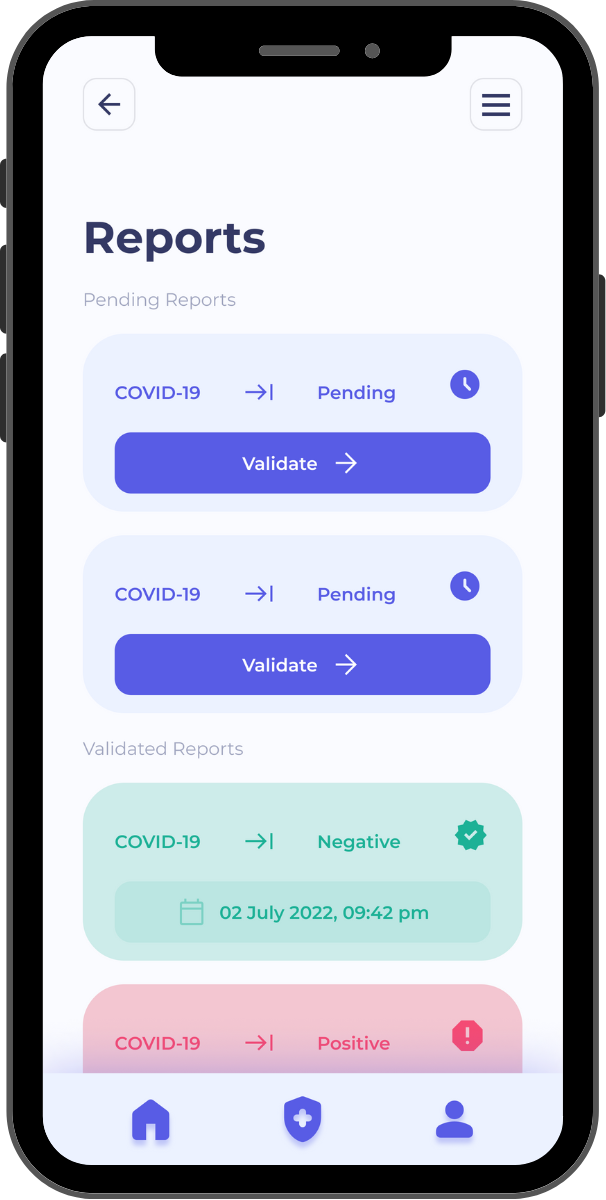 Reports
Pending Reports
COVID-19 Pending
Validate
COVID-19 Pending
Validate
Validated Reports
COVID-19 Negative
02 July 2022, 09:42 pm
COVID-19 Positive